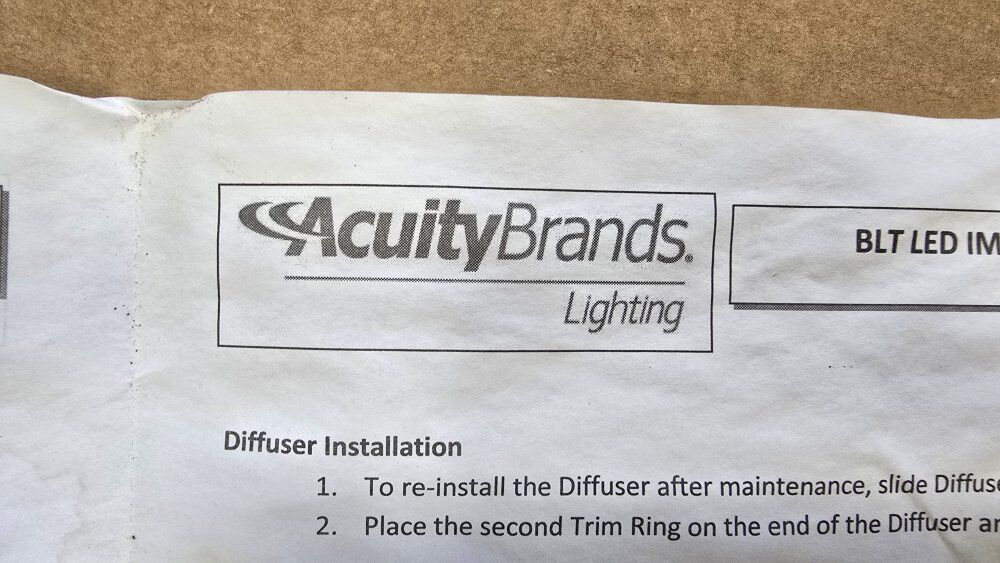 AcuityBrands.
Lighting
BLT LED IM
Diffuser Installation
1. To re-install the Diffuser after maintenance, slide Diffuse
2. Place the second Trim Ring on the end of the Diffuser an